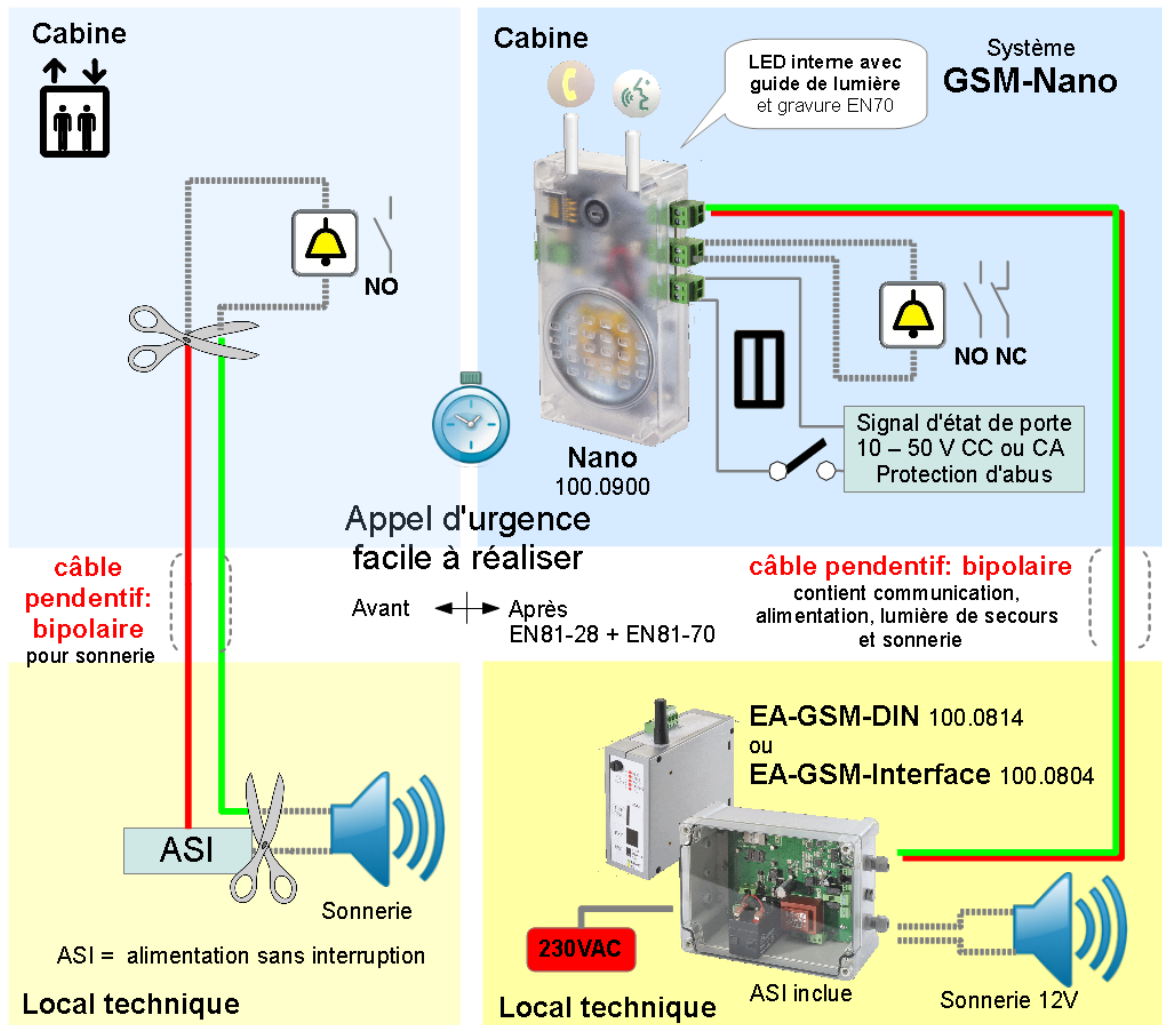 Cabine
NO
Cabine
LED interne avec
guide de lumière
et gravure EN70
Système
GSM-Nano
NO NC
Signal d'état de porte
10 – 50 V CC ou CA
Protection d'abus
Nano
100.0900
Appel d'urgence
facile à réaliser
Avant
Après
EN81-28 + EN81-70
câble
pendentif:
bipolaire
pour sonnerie
câble pendentif: bipolaire
contient communication,
alimentation, lumière de secours
et sonnerie
ASI
Sonnerie
ASI = alimentation sans interruption
Local technique
EA-GSM-DIN 100.0814
ou
EA-GSM-Interface 100.0804
230VAC
ASI inclue
Sonnerie 12V
Local technique